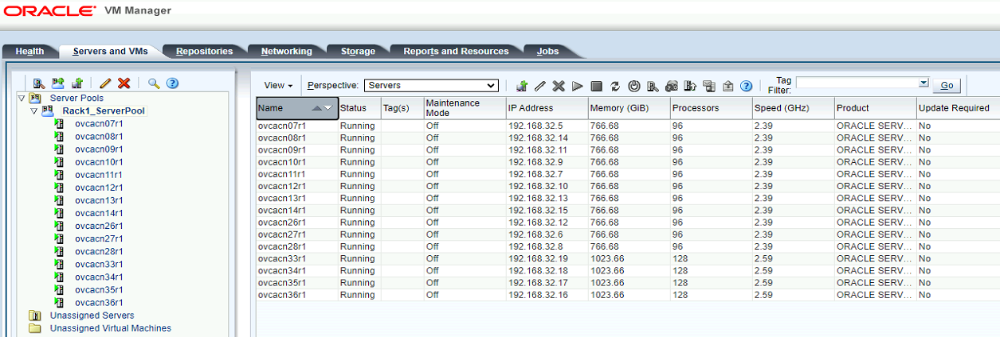 ORACLE VM Manager
Health Servers and VMs Repositories Networking Storage Reports and Resources Jobs
View Perspective: Servers Tag Filter: Go
Server Pools
Rack1_ServerPool
ovcacn07r1
ovcacn08r1
ovcacn09r1
ovcacn10r1
ovcacn11r1
ovcacn12r1
ovcacn13r1
ovcacn14r1
ovcacn26r1
ovcacn27r1
ovcacn28r1
ovcacn33r1
ovcacn34r1
ovcacn35r1
ovcacn36r1
Unassigned Servers
Unassigned Virtual Machines
Name Status Tag(s) Maintenance Mode IP Address Memory (GiB) Processors Speed (GHz) Product Update Required
ovcacn07r1 Running Off 192.168.32.5 766.68 96 2.39 ORACLE SERV... No
ovcacn08r1 Running Off 192.168.32.14 766.68 96 2.39 ORACLE SERV... No
ovcacn09r1 Running Off 192.168.32.11 766.68 96 2.39 ORACLE SERV... No
ovcacn10r1 Running Off 192.168.32.9 766.68 96 2.39 ORACLE SERV... No
ovcacn11r1 Running Off 192.168.32.7 766.68 96 2.39 ORACLE SERV... No
ovcacn12r1 Running Off 192.168.32.10 766.68 96 2.39 ORACLE SERV... No
ovcacn13r1 Running Off 192.168.32.13 766.68 96 2.39 ORACLE SERV... No
ovcacn14r1 Running Off 192.168.32.15 766.68 96 2.39 ORACLE SERV... No
ovcacn26r1 Running Off 192.168.32.12 766.68 96 2.39 ORACLE SERV... No
ovcacn27r1 Running Off 192.168.32.6 766.68 96 2.39 ORACLE SERV... No
ovcacn28r1 Running Off 192.168.32.8 766.68 96 2.39 ORACLE SERV... No
ovcacn33r1 Running Off 192.168.32.19 1023.66 128 2.59 ORACLE SERV... No
ovcacn34r1 Running Off 192.168.32.18 1023.66 128 2.59 ORACLE SERV... No
ovcacn35r1 Running Off 192.168.32.17 1023.66 128 2.59 ORACLE SERV... No
ovcacn36r1 Running Off 192.168.32.16 1023.66 128 2.59 ORACLE SERV... No